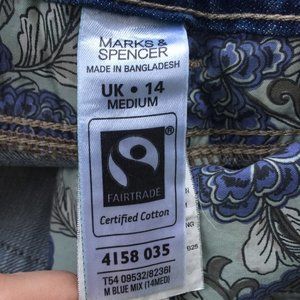 MARKS &
SPENCER
MADE IN BANGLADESH
UK • 14
MEDIUM
®
FAIRTRADE
Certified Cotton
4158 035
T54 09532/8236I
M BLUE MIX (14MED)